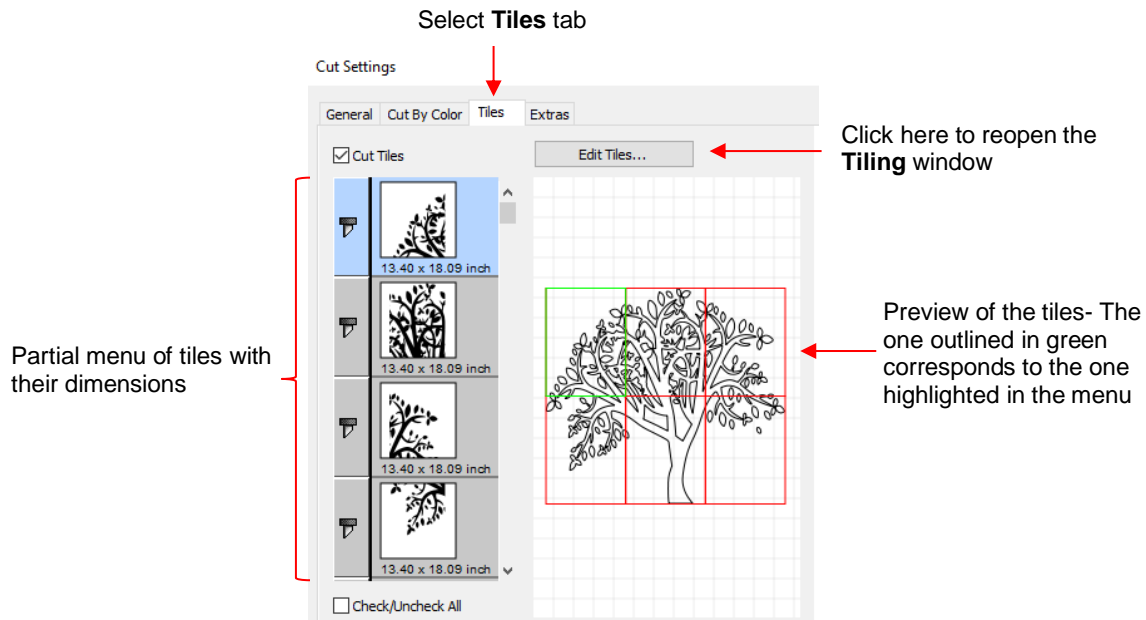 Select Tiles tab
Cut Settings
General
Cut By Color
Tiles
Extras
Cut Tiles
Edit Tiles...
Click here to reopen the
Tiling window
13.40 x 18.09 inch
13.40 x 18.09 inch
13.40 x 18.09 inch
13.40 x 18.09 inch
Partial menu of tiles with
their dimensions
Preview of the tiles- The
one outlined in green
corresponds to the one
highlighted in the menu
Check/Uncheck All